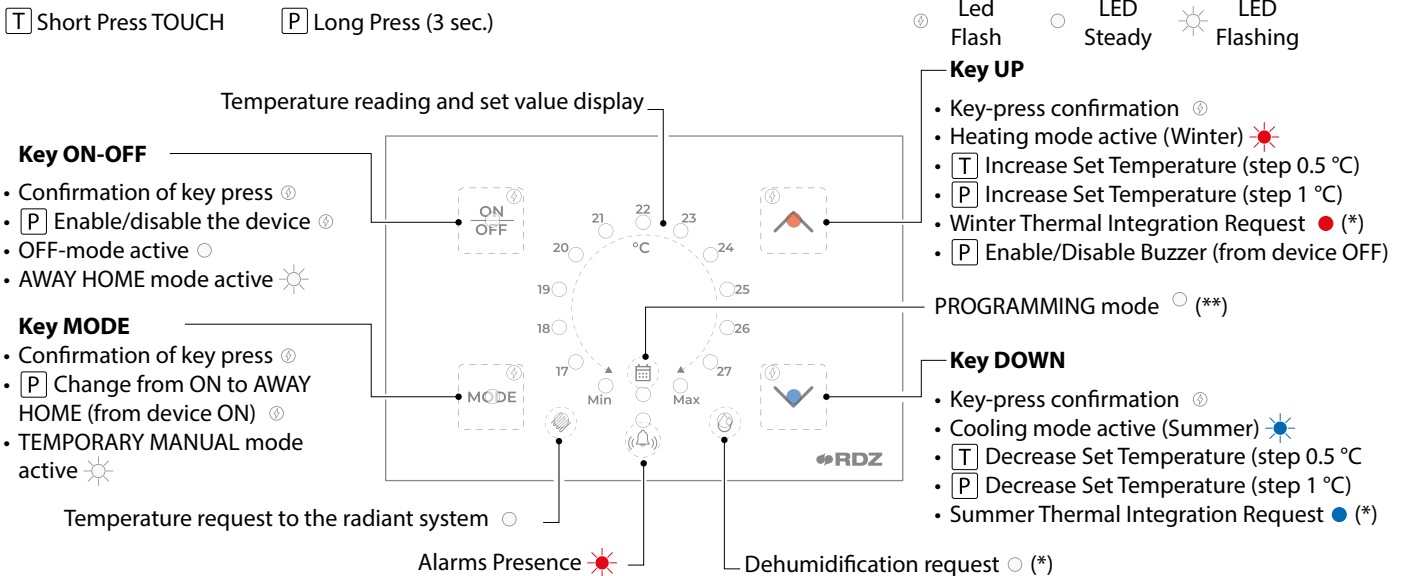 T Short Press TOUCH
P Long Press (3 sec.)
Led
Flash
LED
Steady
LED
Flashing
Temperature reading and set value display
Key ON-OFF
• Confirmation of key press
• P Enable/disable the device
• OFF-mode active
• AWAY HOME mode active
Key MODE
• Confirmation of key press
• P Change from ON to AWAY
HOME (from device ON)
• TEMPORARY MANUAL mode
active
Temperature request to the radiant system
Alarms Presence
ON
OFF
MODE
°C
Min
17
18
19
20
21
22
23
24
25
26
27
Max
RDZ
Key UP
• Key-press confirmation
• Heating mode active (Winter)
• T Increase Set Temperature (step 0.5 °C)
• P Increase Set Temperature (step 1 °C)
• Winter Thermal Integration Request (*)
• P Enable/Disable Buzzer (from device OFF)
PROGRAMMING mode (**)
Key DOWN
• Key-press confirmation
• Cooling mode active (Summer)
• T Decrease Set Temperature (step 0.5 °C
• P Decrease Set Temperature (step 1 °C)
• Summer Thermal Integration Request (*)
Dehumidification request (*)